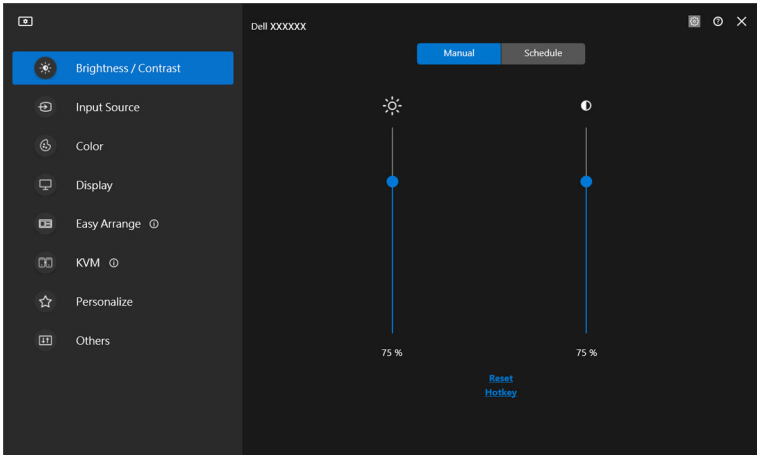 Dell XXXXXX
Manual
Schedule
Brightness / Contrast
Input Source
Color
Display
Easy Arrange
KVM
Personalize
Others
75 %
75 %
Reset
Hotkey